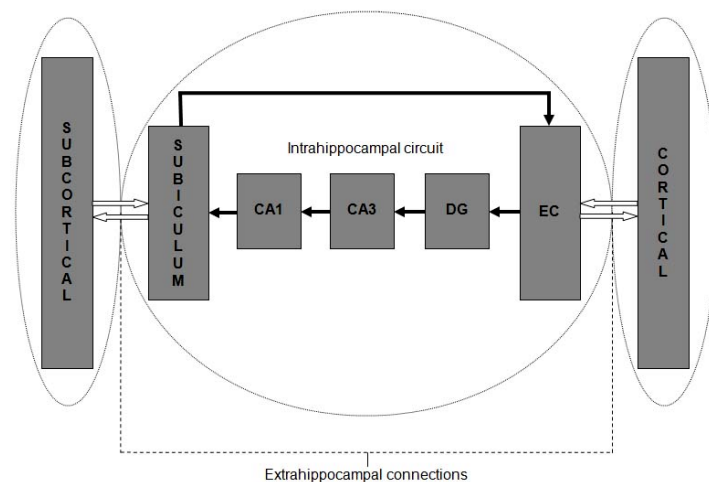 SUBCORTICAL
SUBICULUM
Intrahippocampal circuit
CA1
CA3
DG
EC
CORTICAL
Extrahippocampal connections